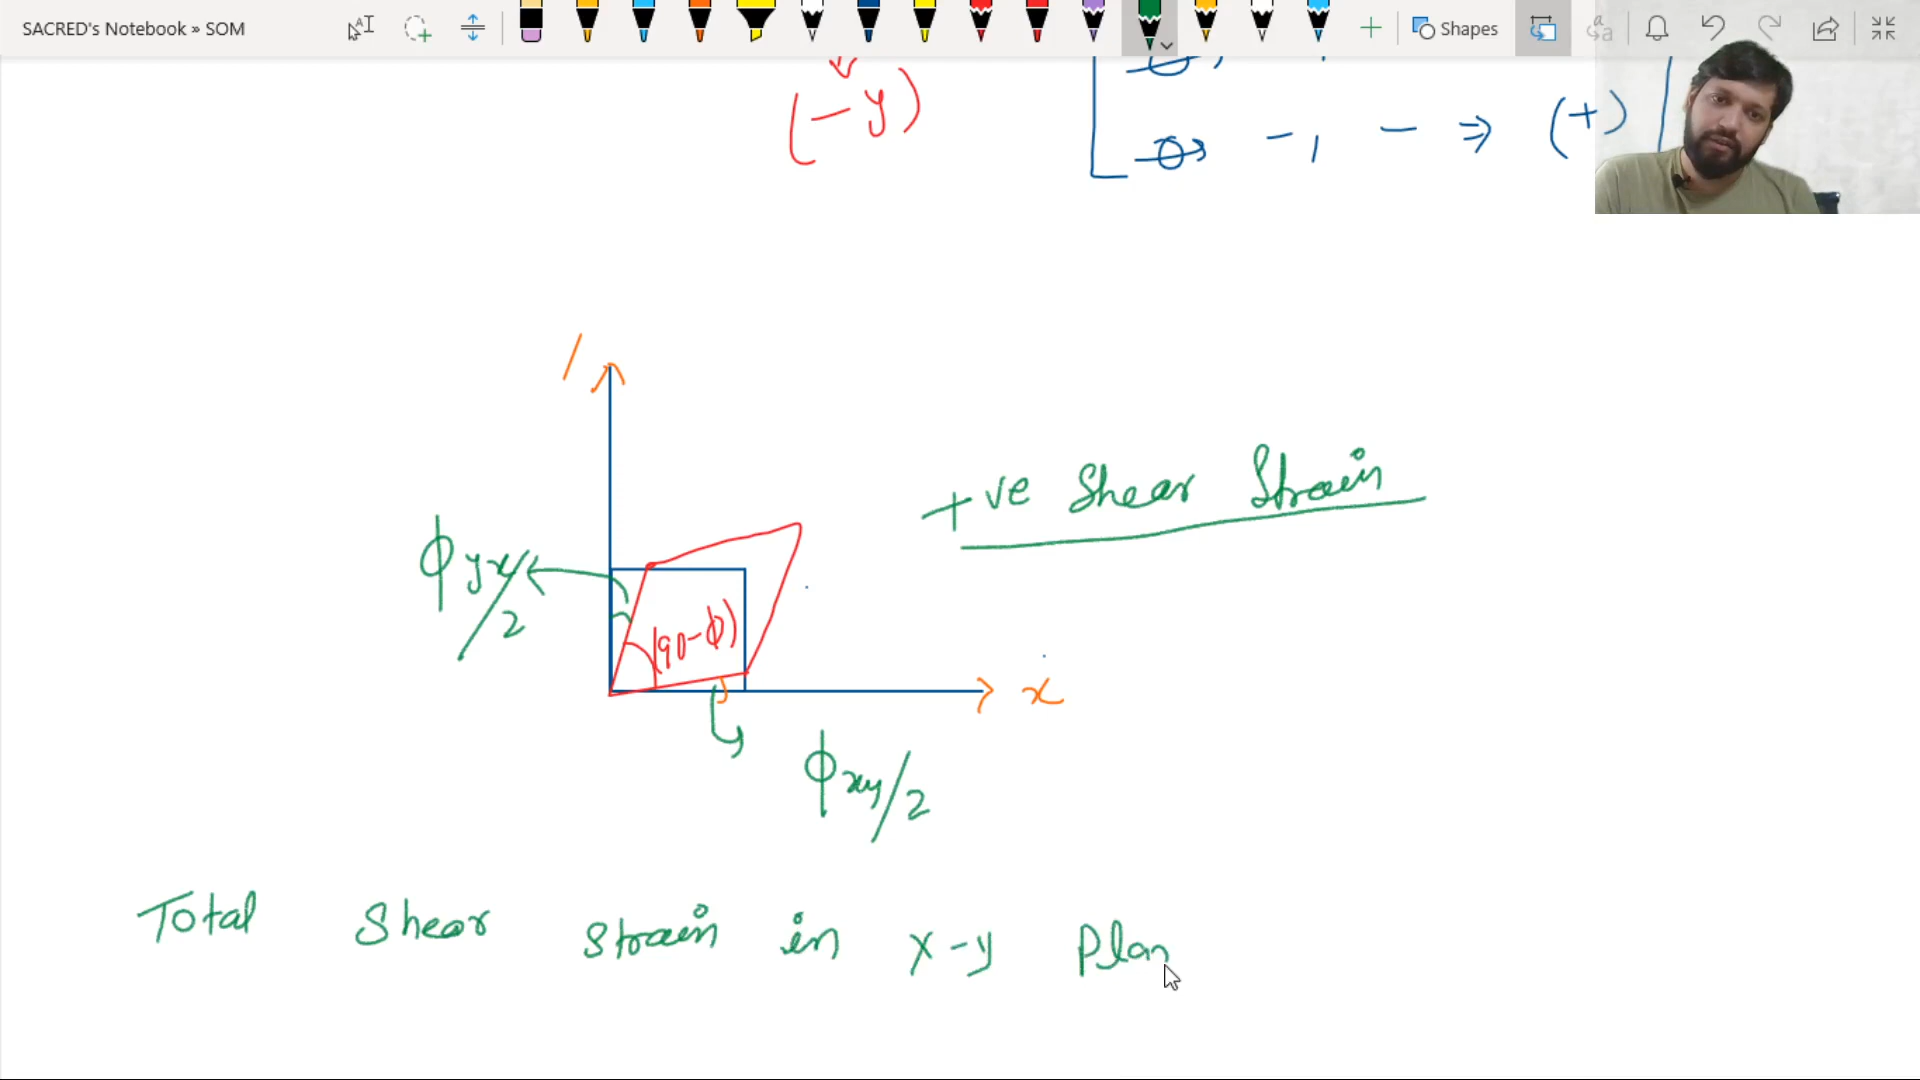 SACRED's Notebook » SOM
Shapes
(-y)
-, - ⇒ (+)
+ve Shear Strain
ϕyx/2
(90-ϕ)
x
ϕxy/2
Total Shear Strain in x-y Plan